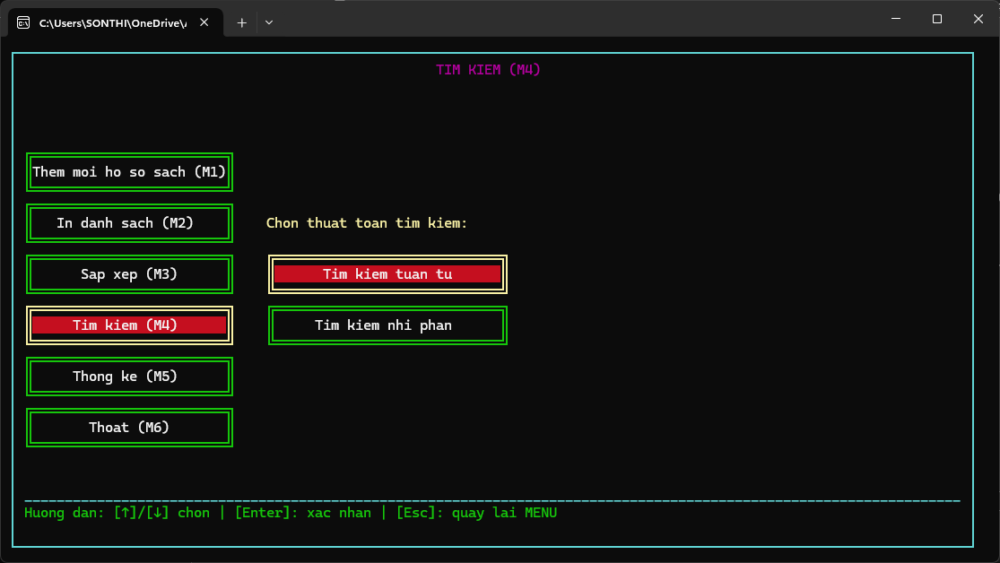 C:\Users\SONTHI\OneDrive\
TIM KIEM (M4)
Them moi ho so sach (M1)
In danh sach (M2)
Chon thuat toan tim kiem:
Sap xep (M3)
Tim kiem tuan tu
Tim kiem (M4)
Tim kiem nhi phan
Thong ke (M5)
Thoat (M6)
Huong dan: [↑]/[↓] chon | [Enter]: xac nhan | [Esc]: quay lai MENU